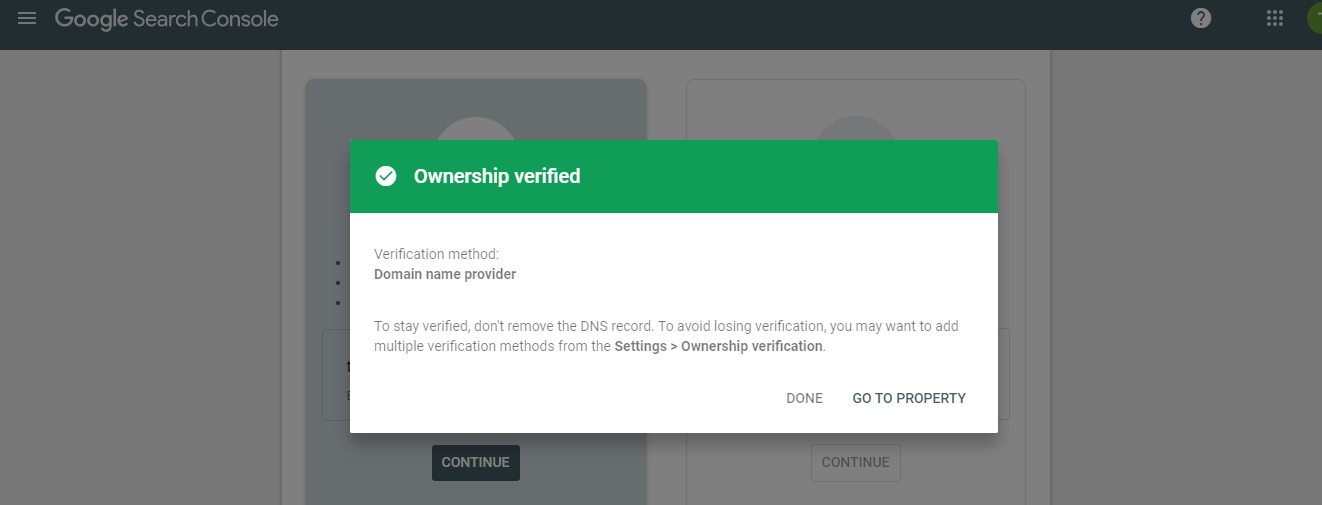 Google Search Console
Ownership verified
Verification method:
Domain name provider
To stay verified, don't remove the DNS record. To avoid losing verification, you may want to add
multiple verification methods from the Settings > Ownership verification.
DONE GO TO PROPERTY
CONTINUE CONTINUE